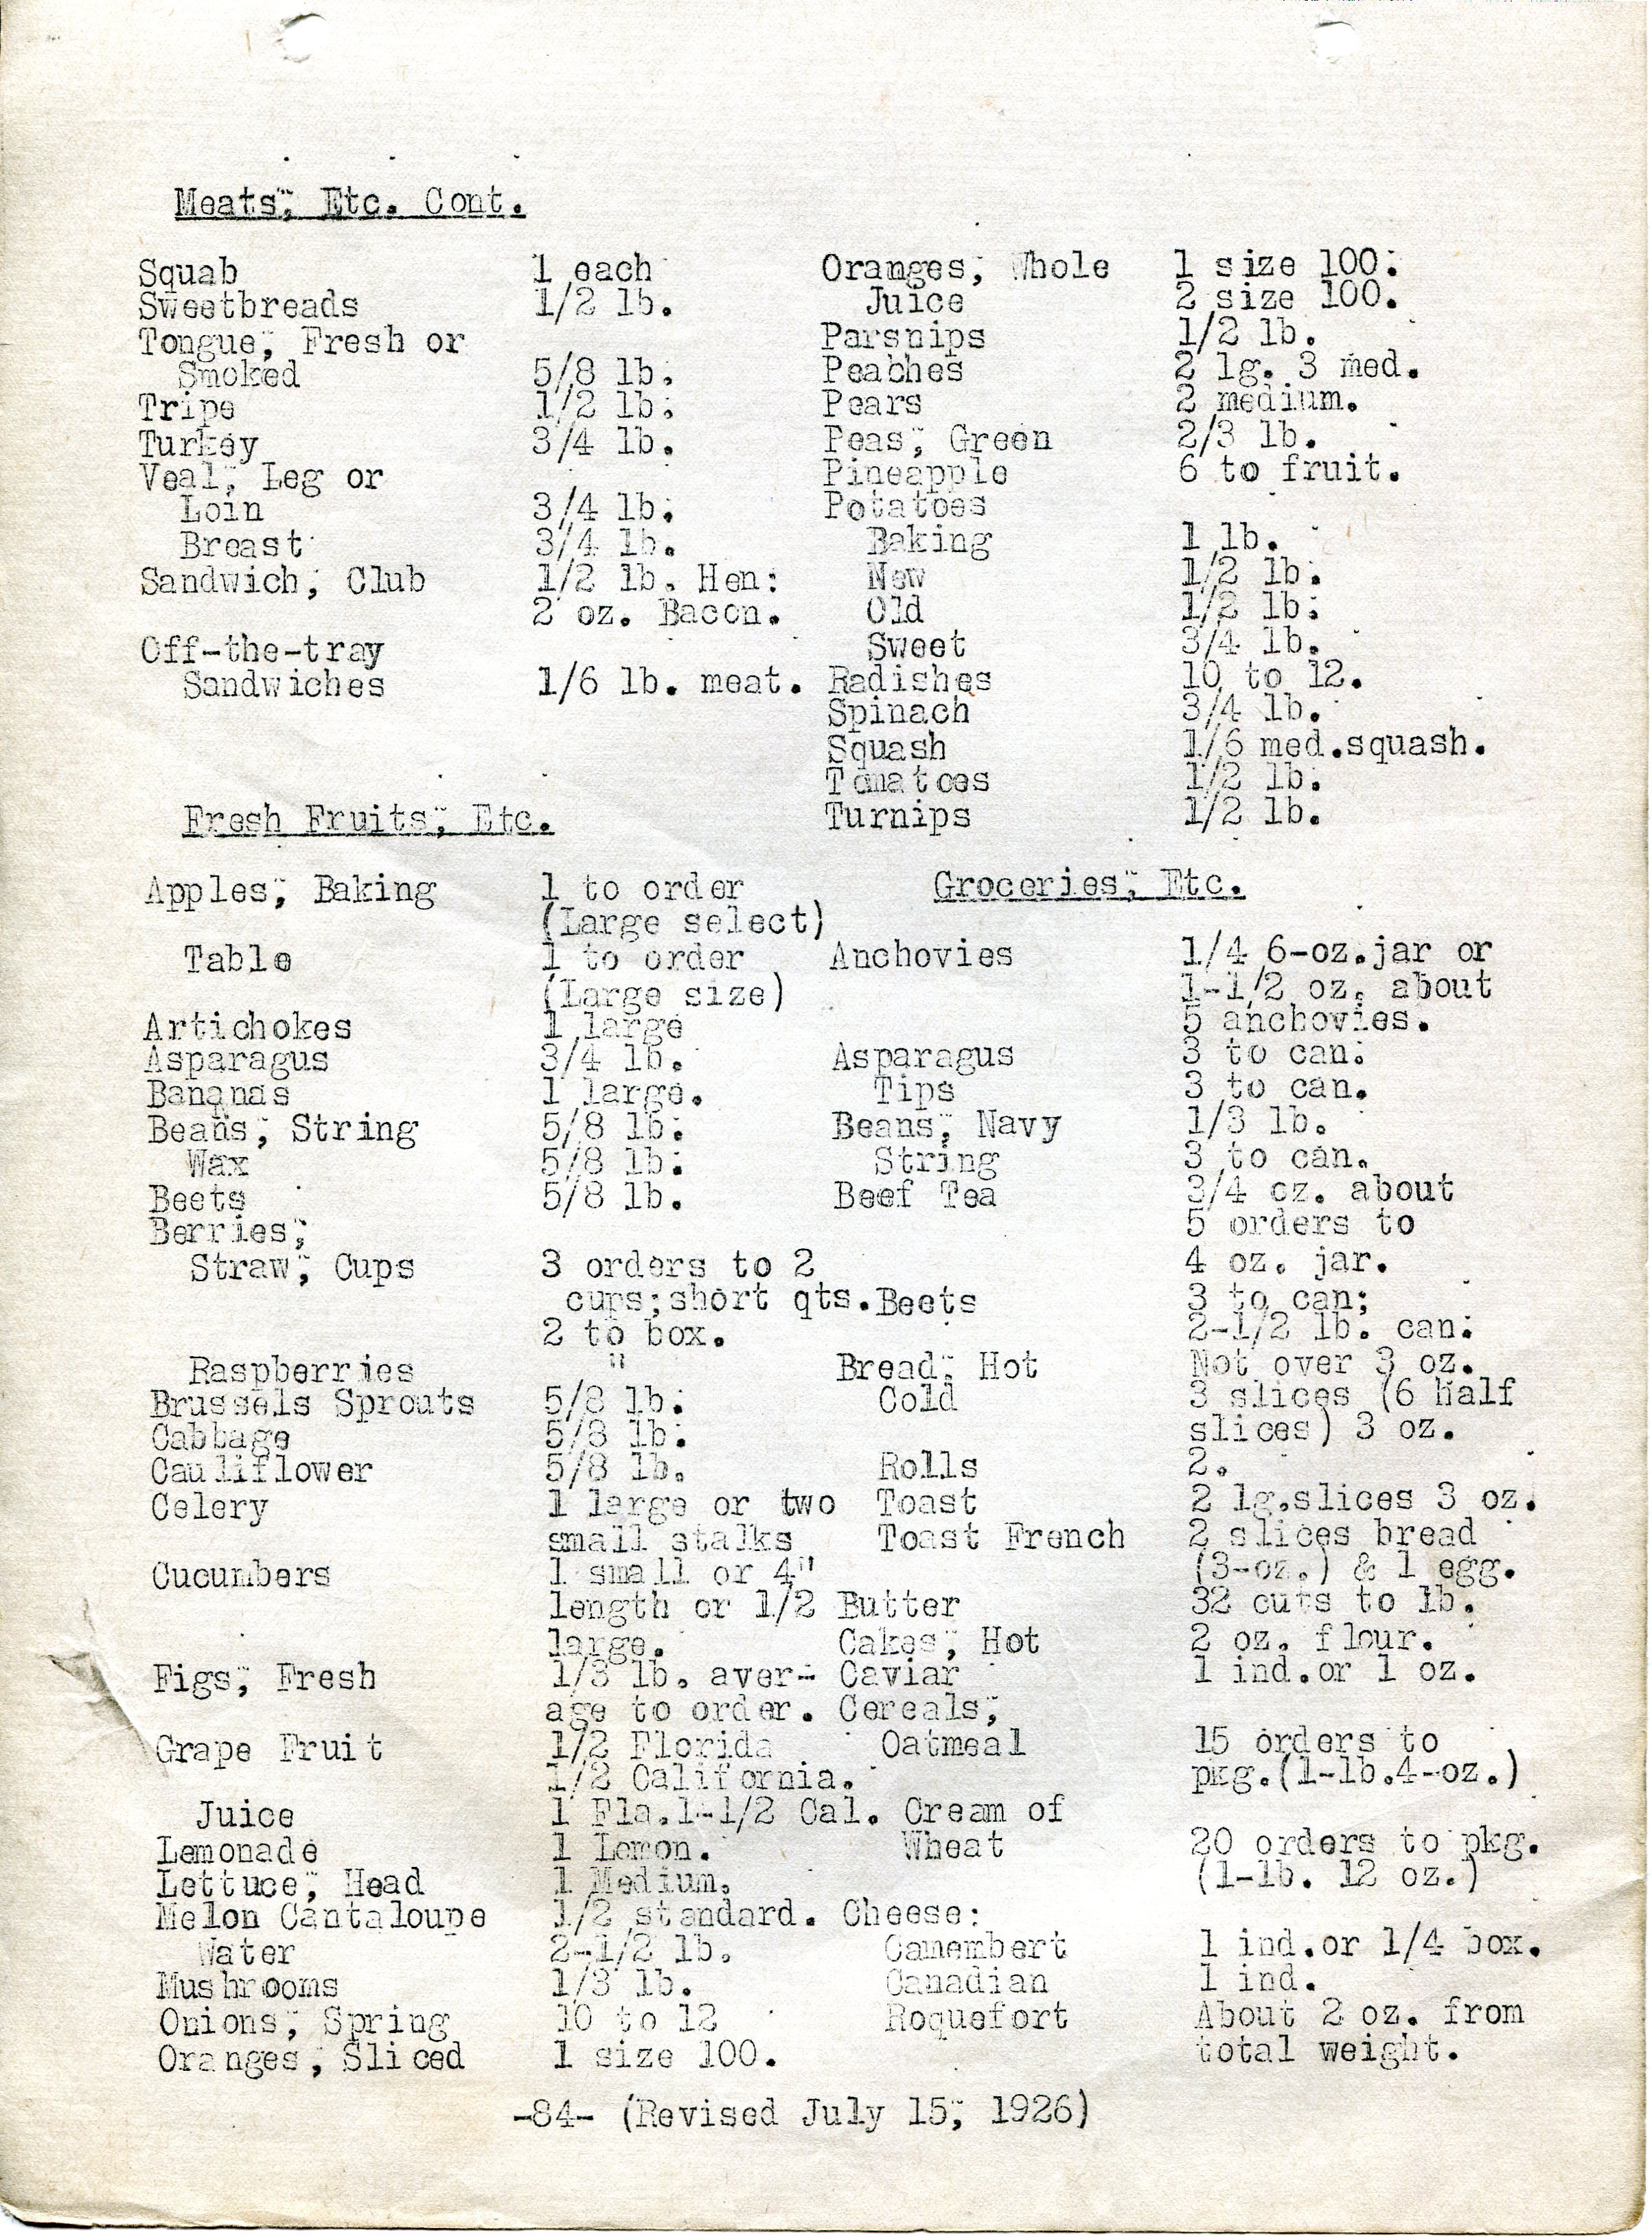 Meats, Etc. Cont.
Squab 1 each
Sweetbreads 1/2 lb.
Tongue, Fresh or
Smoked 5/8 lb.
Tripe 1/2 lb.
Turkey 3/4 lb.
Veal, Leg or
Loin 3/4 lb.
Breast 3/4 lb.
Sandwich, Club 1/2 lb. Hen:
2 oz. Bacon.
Off-the-tray
Sandwiches 1/6 lb. meat.
Fresh Fruits, Etc.
Apples, Baking 1 to order
(Large select)
Table 1 to order
(Large size)
Artichokes 1 large
Asparagus 3/4 lb.
Bananas 1 large.
Beans, String 5/8 lb.
Wax 5/8 lb.
Beets 5/8 lb.
Berries,
Straw, Cups 3 orders to 2
cups; short qts.
2 to box.
Raspberries "
Brussels Sprouts 5/8 lb.
Cabbage 5/8 lb.
Cauliflower 5/8 lb.
Celery 1 large or two
small stalks
Cucumbers 1 small or 4"
length or 1/2
large.
Figs, Fresh 1/3 lb. aver-
age to order.
Grape Fruit 1/2 Florida
1/2 California.
Juice 1 Fla. 1-1/2 Cal.
Lemonade 1 Lemon.
Lettuce, Head 1 Medium.
Melon Cantaloupe 1/2 standard.
Water 2-1/2 lb.
Mushrooms 1/3 lb.
Onions, Spring 10 to 12
Oranges, Sliced 1 size 100.
Oranges, Whole 1 size 100.
Juice 2 size 100.
Parsnips 1/2 lb.
Peaches 2 lg. 3 med.
Pears 2 medium.
Peas, Green 2/3 lb.
Pineapple 6 to fruit.
Potatoes
Baking 1 lb.
New 1/2 lb.
Old 1/2 lb.
Sweet 3/4 lb.
Radishes 10 to 12.
Spinach 3/4 lb.
Squash 1/6 med.squash.
Tomatoes 1/2 lb.
Turnips 1/2 lb.
Groceries, Etc.
Anchovies 1/4 6-oz.jar or
1-1/2 oz. about
5 anchovies.
Asparagus 3 to can.
Tips 3 to can.
Beans, Navy 1/3 lb.
String 3 to can.
Beef Tea 3/4 oz. about
5 orders to
4 oz. jar.
Beets 3 to can;
2-1/2 lb. can.
Bread, Hot Not over 3 oz.
Cold 3 slices (6 half
slices) 3 oz.
Rolls 2.
Toast 2 lg.slices 3 oz.
Toast French 2 slices bread
(3-oz.) & 1 egg.
Butter 32 cuts to lb.
Cakes, Hot 2 oz. flour.
Caviar 1 ind.or 1 oz.
Cereals,
Oatmeal 15 orders to
pkg.(1-lb.4-oz.)
Cream of
Wheat 20 orders to pkg.
(1-lb. 12 oz.)
Cheese:
Camembert 1 ind.or 1/4 box.
Canadian 1 ind.
Roquefort About 2 oz. from
total weight.
-84- (Revised July 15, 1926)